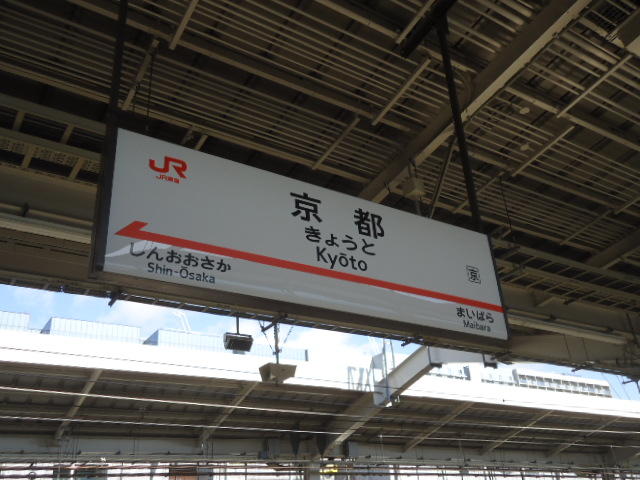 JR
JR東海
京都
きょうと
Kyōto
京
しんおおさか
Shin-Ōsaka
まいばら
Maibara